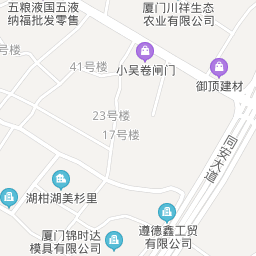 五粮液国五液
纳福批发零售
厦门川祥生态
农业有限公司
号楼
41号楼
小吴卷闸门
御顶建材
23号楼
17号楼
同安大道
湖柑湖美杉里
遵德鑫工贸
有限公司
厦门锦时达
模具有限公司